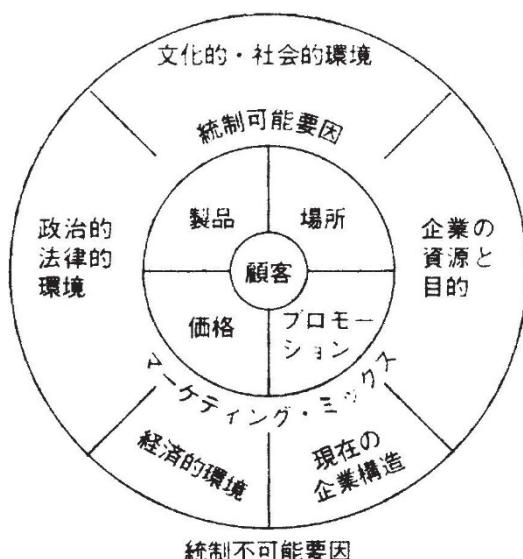 文化的・社会的環境
統制可能要因
製品
場所
政治的
法律的
環境
企業の
資源と
目的
顧客
価格
プロモー
ション
マーケティング・ミックス
経済的環境
現在の
企業構造
統制不可能要因